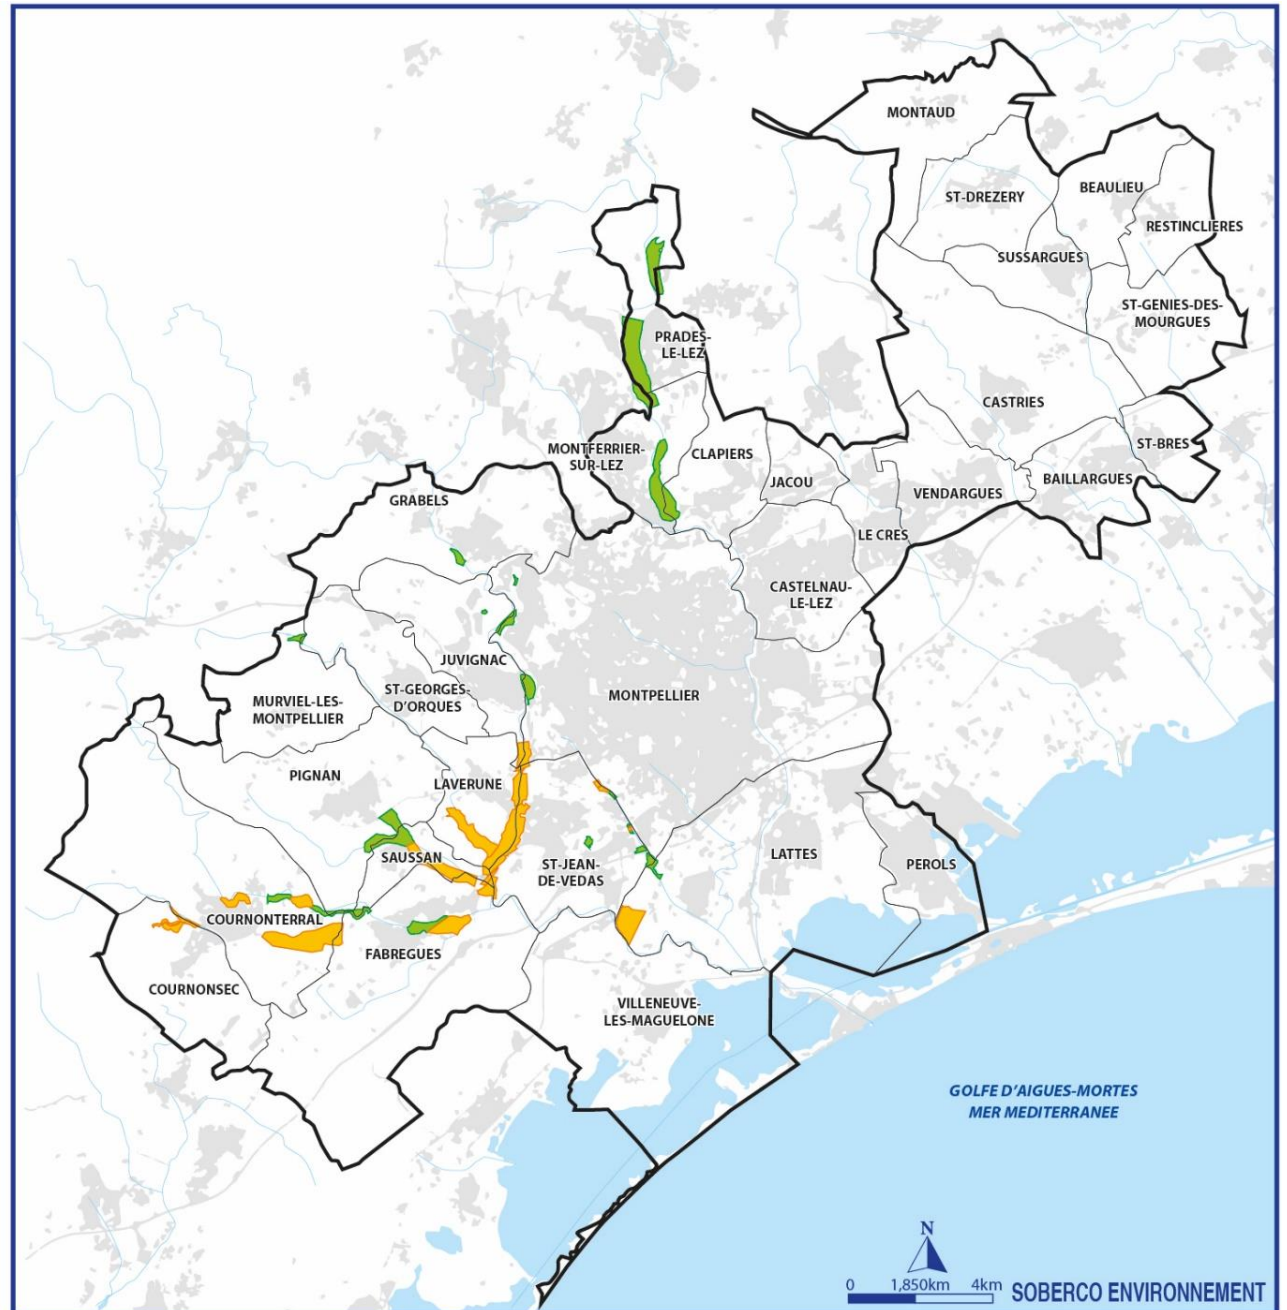 MONTAUD
ST-DREZERY
BEAULIEU
RESTINCLIERES
SUSSARGUES
ST-GENIES-DES-
MOURGUES
PRADES-
LE-LEZ
CASTRIES
ST-BRES
MONTFERRIER-
SUR-LEZ
CLAPIERS
JACOU
BAILLARGUES
VENDARGUES
GRABELS
LE CRES
CASTELNAU-
LE-LEZ
JUVIGNAC
ST-GEORGES-
D'ORQUES
MONTPELLIER
MURVIEL-LES-
MONTPELLIER
PIGNAN
LAVERUNE
SAUSSAN
ST-JEAN-
DE-VEDAS
LATTES
PEROLS
COURNONTERRAL
FABREGUES
COURNONSEC
VILLENEUVE-
LES-MAGUELONE
GOLFE D'AIGUES-MORTES
MER MEDITERRANEE
N
0 1,850km 4km
SOBERCO ENVIRONNEMENT